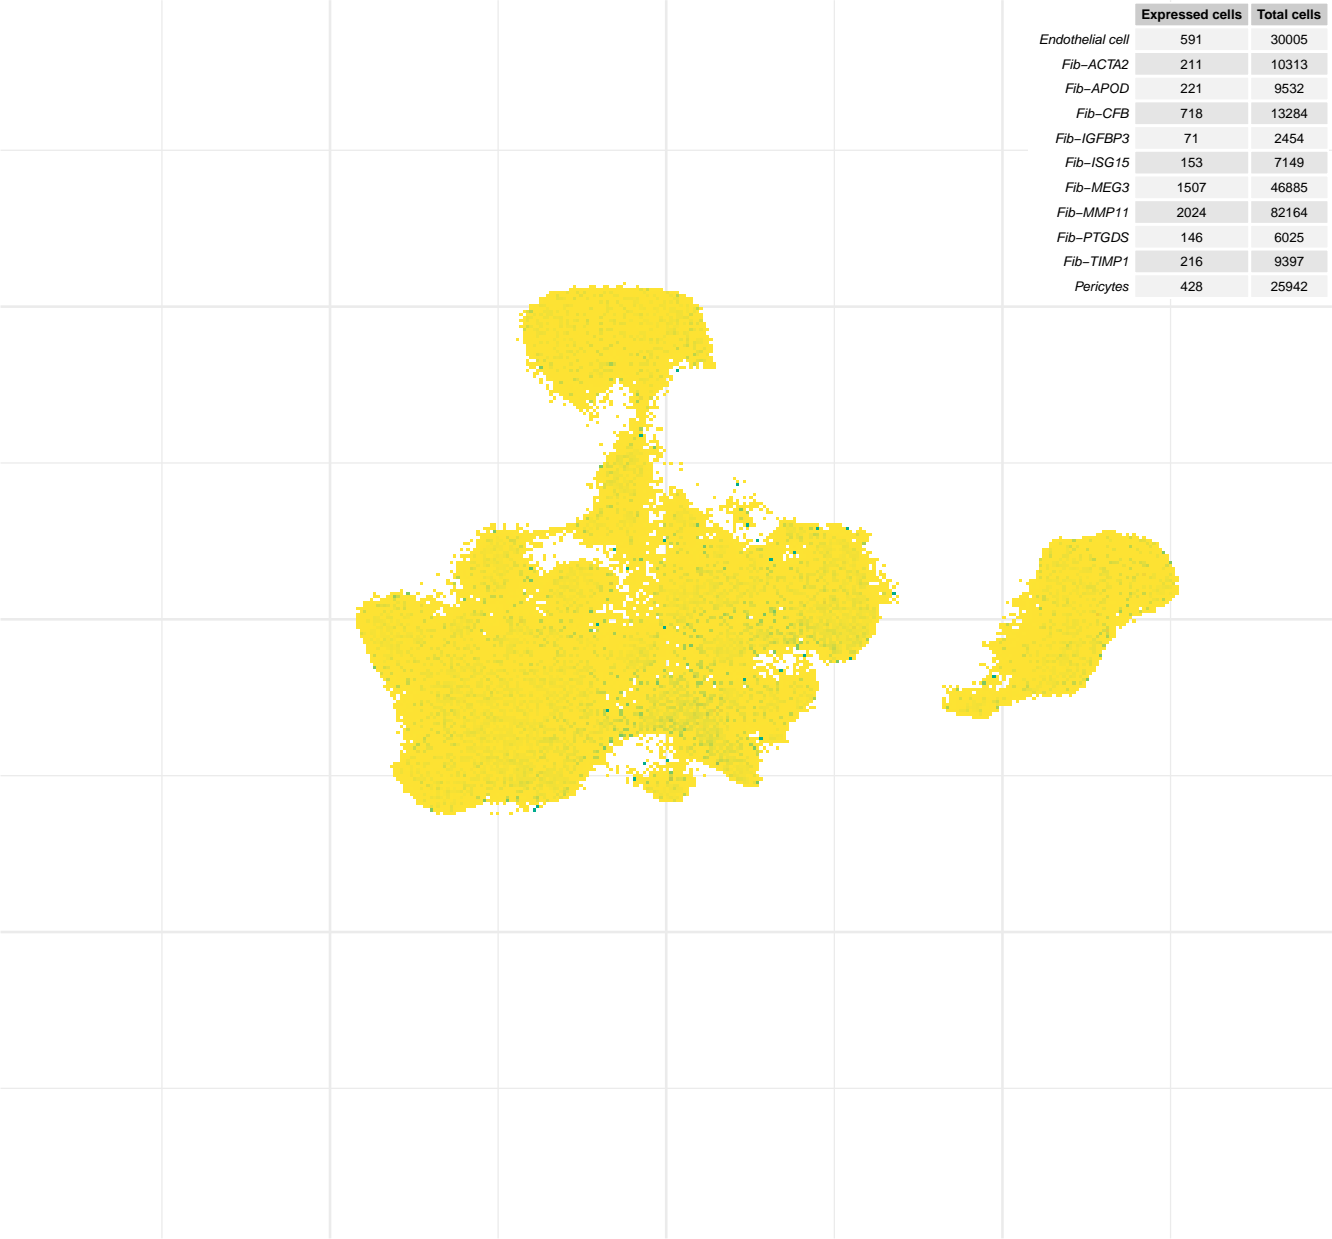 Expressed cells Total cells
Endothelial cell 591 30005
Fib−ACTA2 211 10313
Fib−APOD 221 9532
Fib−CFB 718 13284
Fib−IGFBP3 71 2454
Fib−ISG15 153 7149
Fib−MEG3 1507 46885
Fib−MMP11 2024 82164
Fib−PTGDS 146 6025
Fib−TIMP1 216 9397
Pericytes 428 25942